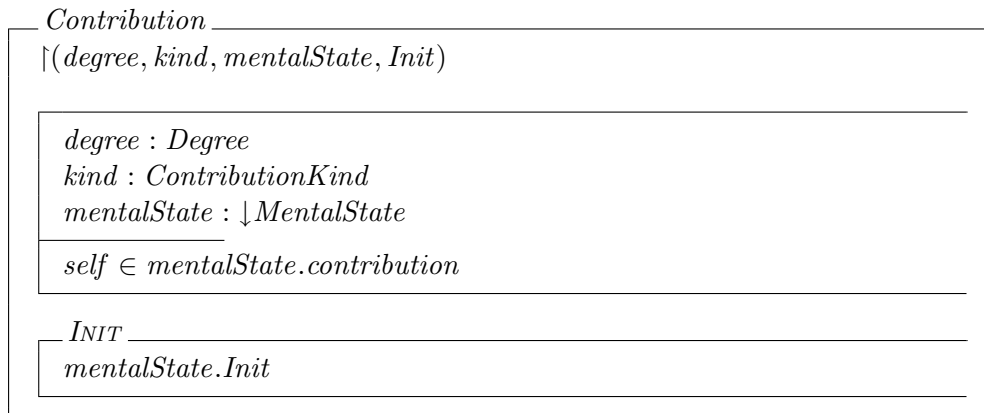 Contribution
↾(degree, kind, mentalState, Init)
degree : Degree
kind : ContributionKind
mentalState : ↓MentalState
self ∈ mentalState.contribution
INIT
mentalState.Init